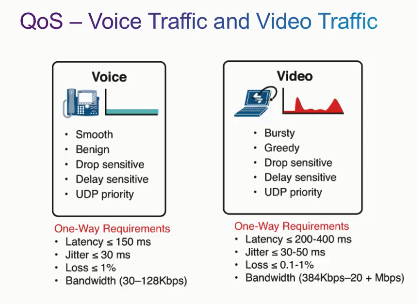 QoS – Voice Traffic and Video Traffic
Voice
• Smooth
• Benign
• Drop sensitive
• Delay sensitive
• UDP priority
One-Way Requirements
• Latency ≤ 150 ms
• Jitter ≤ 30 ms
• Loss ≤ 1%
• Bandwidth (30–128Kbps)
Video
• Bursty
• Greedy
• Drop sensitive
• Delay sensitive
• UDP priority
One-Way Requirements
• Latency ≤ 200-400 ms
• Jitter ≤ 30-50 ms
• Loss ≤ 0.1-1%
• Bandwidth (384Kbps–20 + Mbps)